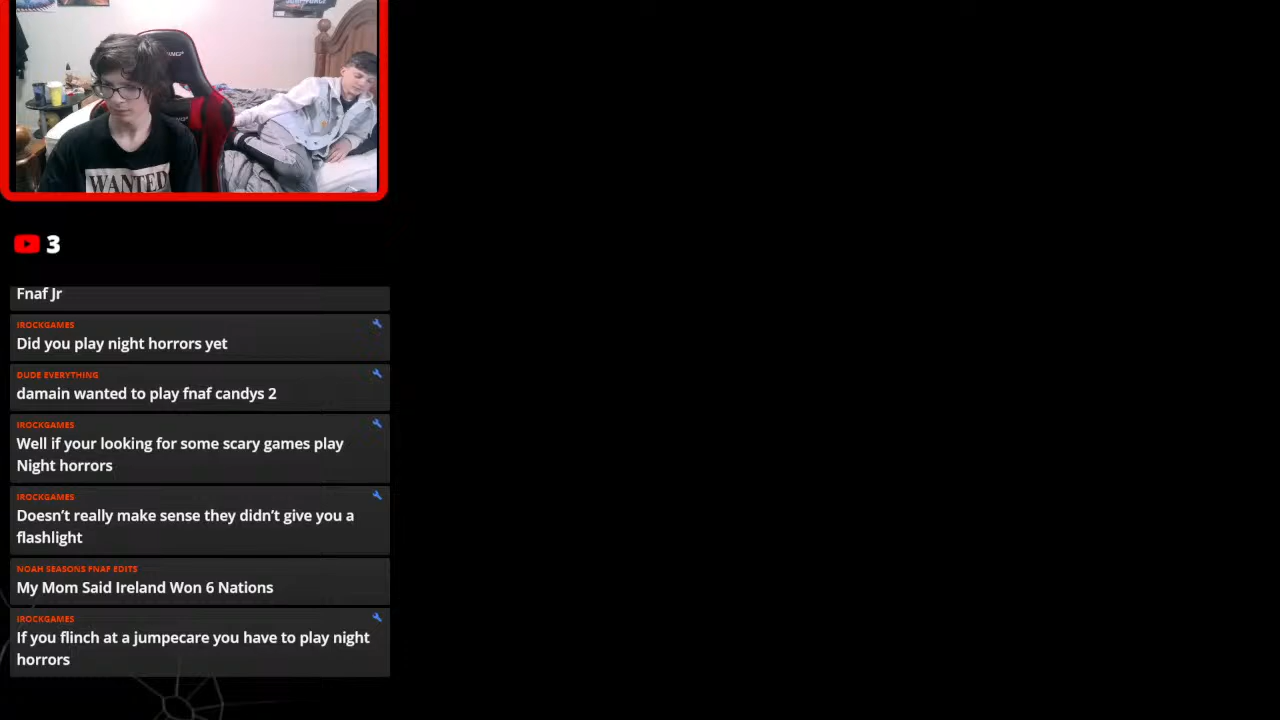 WANTED
3
Fnaf Jr
IROCKGAMES
Did you play night horrors yet
DUDE EVERYTHING
damain wanted to play fnaf candys 2
IROCKGAMES
Well if your looking for some scary games play
Night horrors
IROCKGAMES
Doesn't really make sense they didn't give you a
flashlight
NOAH SEASONS FNAF EDITS
My Mom Said Ireland Won 6 Nations
IROCKGAMES
If you flinch at a jumpecare you have to play night
horrors